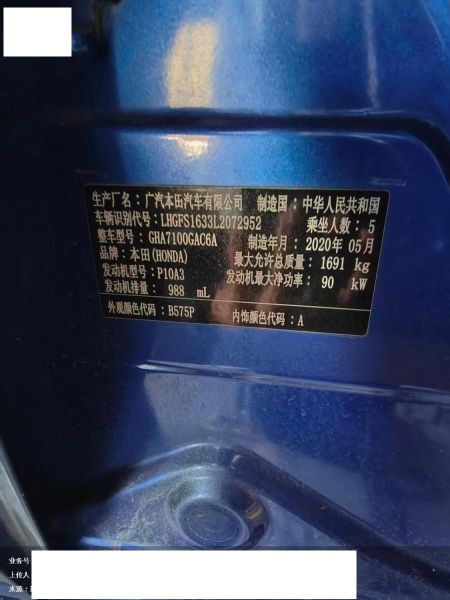 生产厂名：广汽本田汽车有限公司 制造国：中华人民共和国
车辆识别代号：LHGFS1633L2072952 乘坐人数：5
整车型号：GHA7100GAC6A 制造年月：2020年05月
品牌：本田(HONDA) 最大允许总质量：1691 kg
发动机型号：P10A3 发动机最大净功率：90 kW
发动机排量：988 mL
外观颜色代码：B575P 内饰颜色代码：A
业务号
上传人
来源：